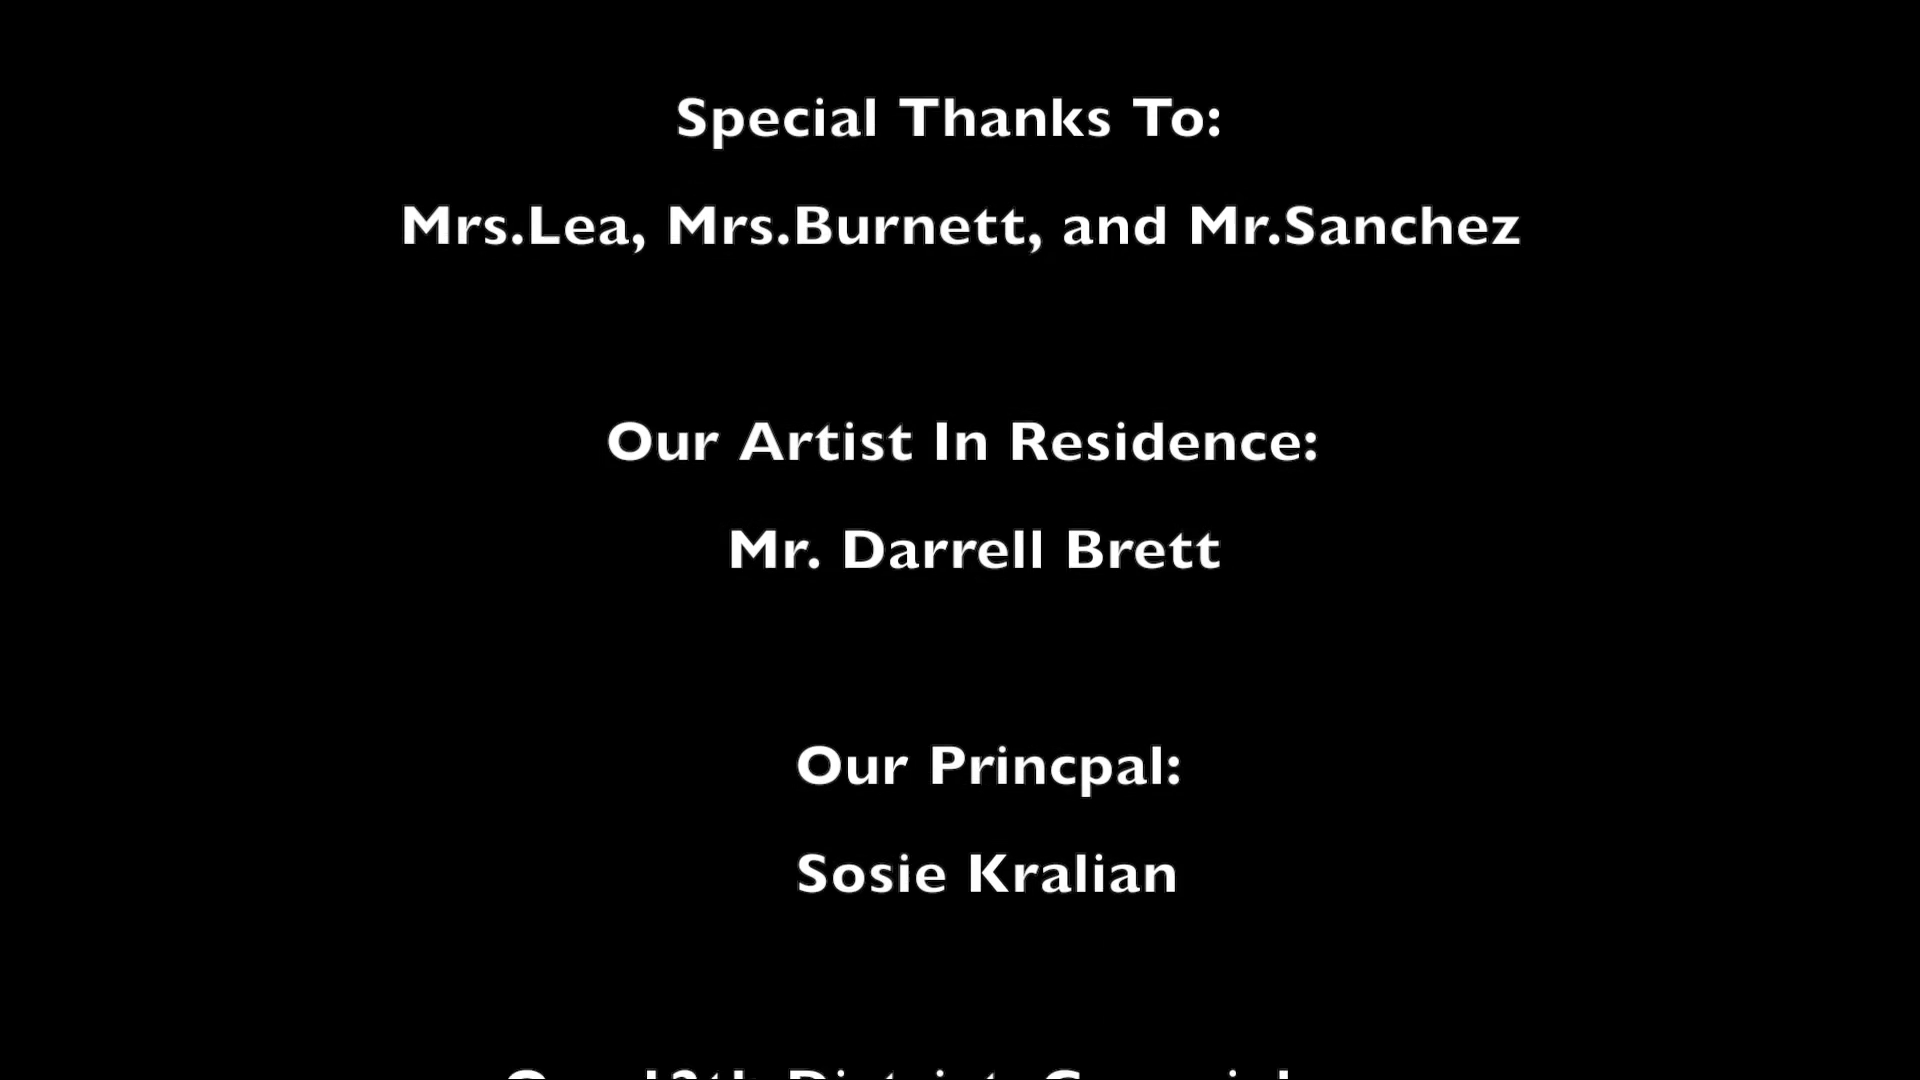 Special Thanks To:
Mrs.Lea, Mrs.Burnett, and Mr.Sanchez
Our Artist In Residence:
Mr. Darrell Brett
Our Princpal:
Sosie Kralian
District